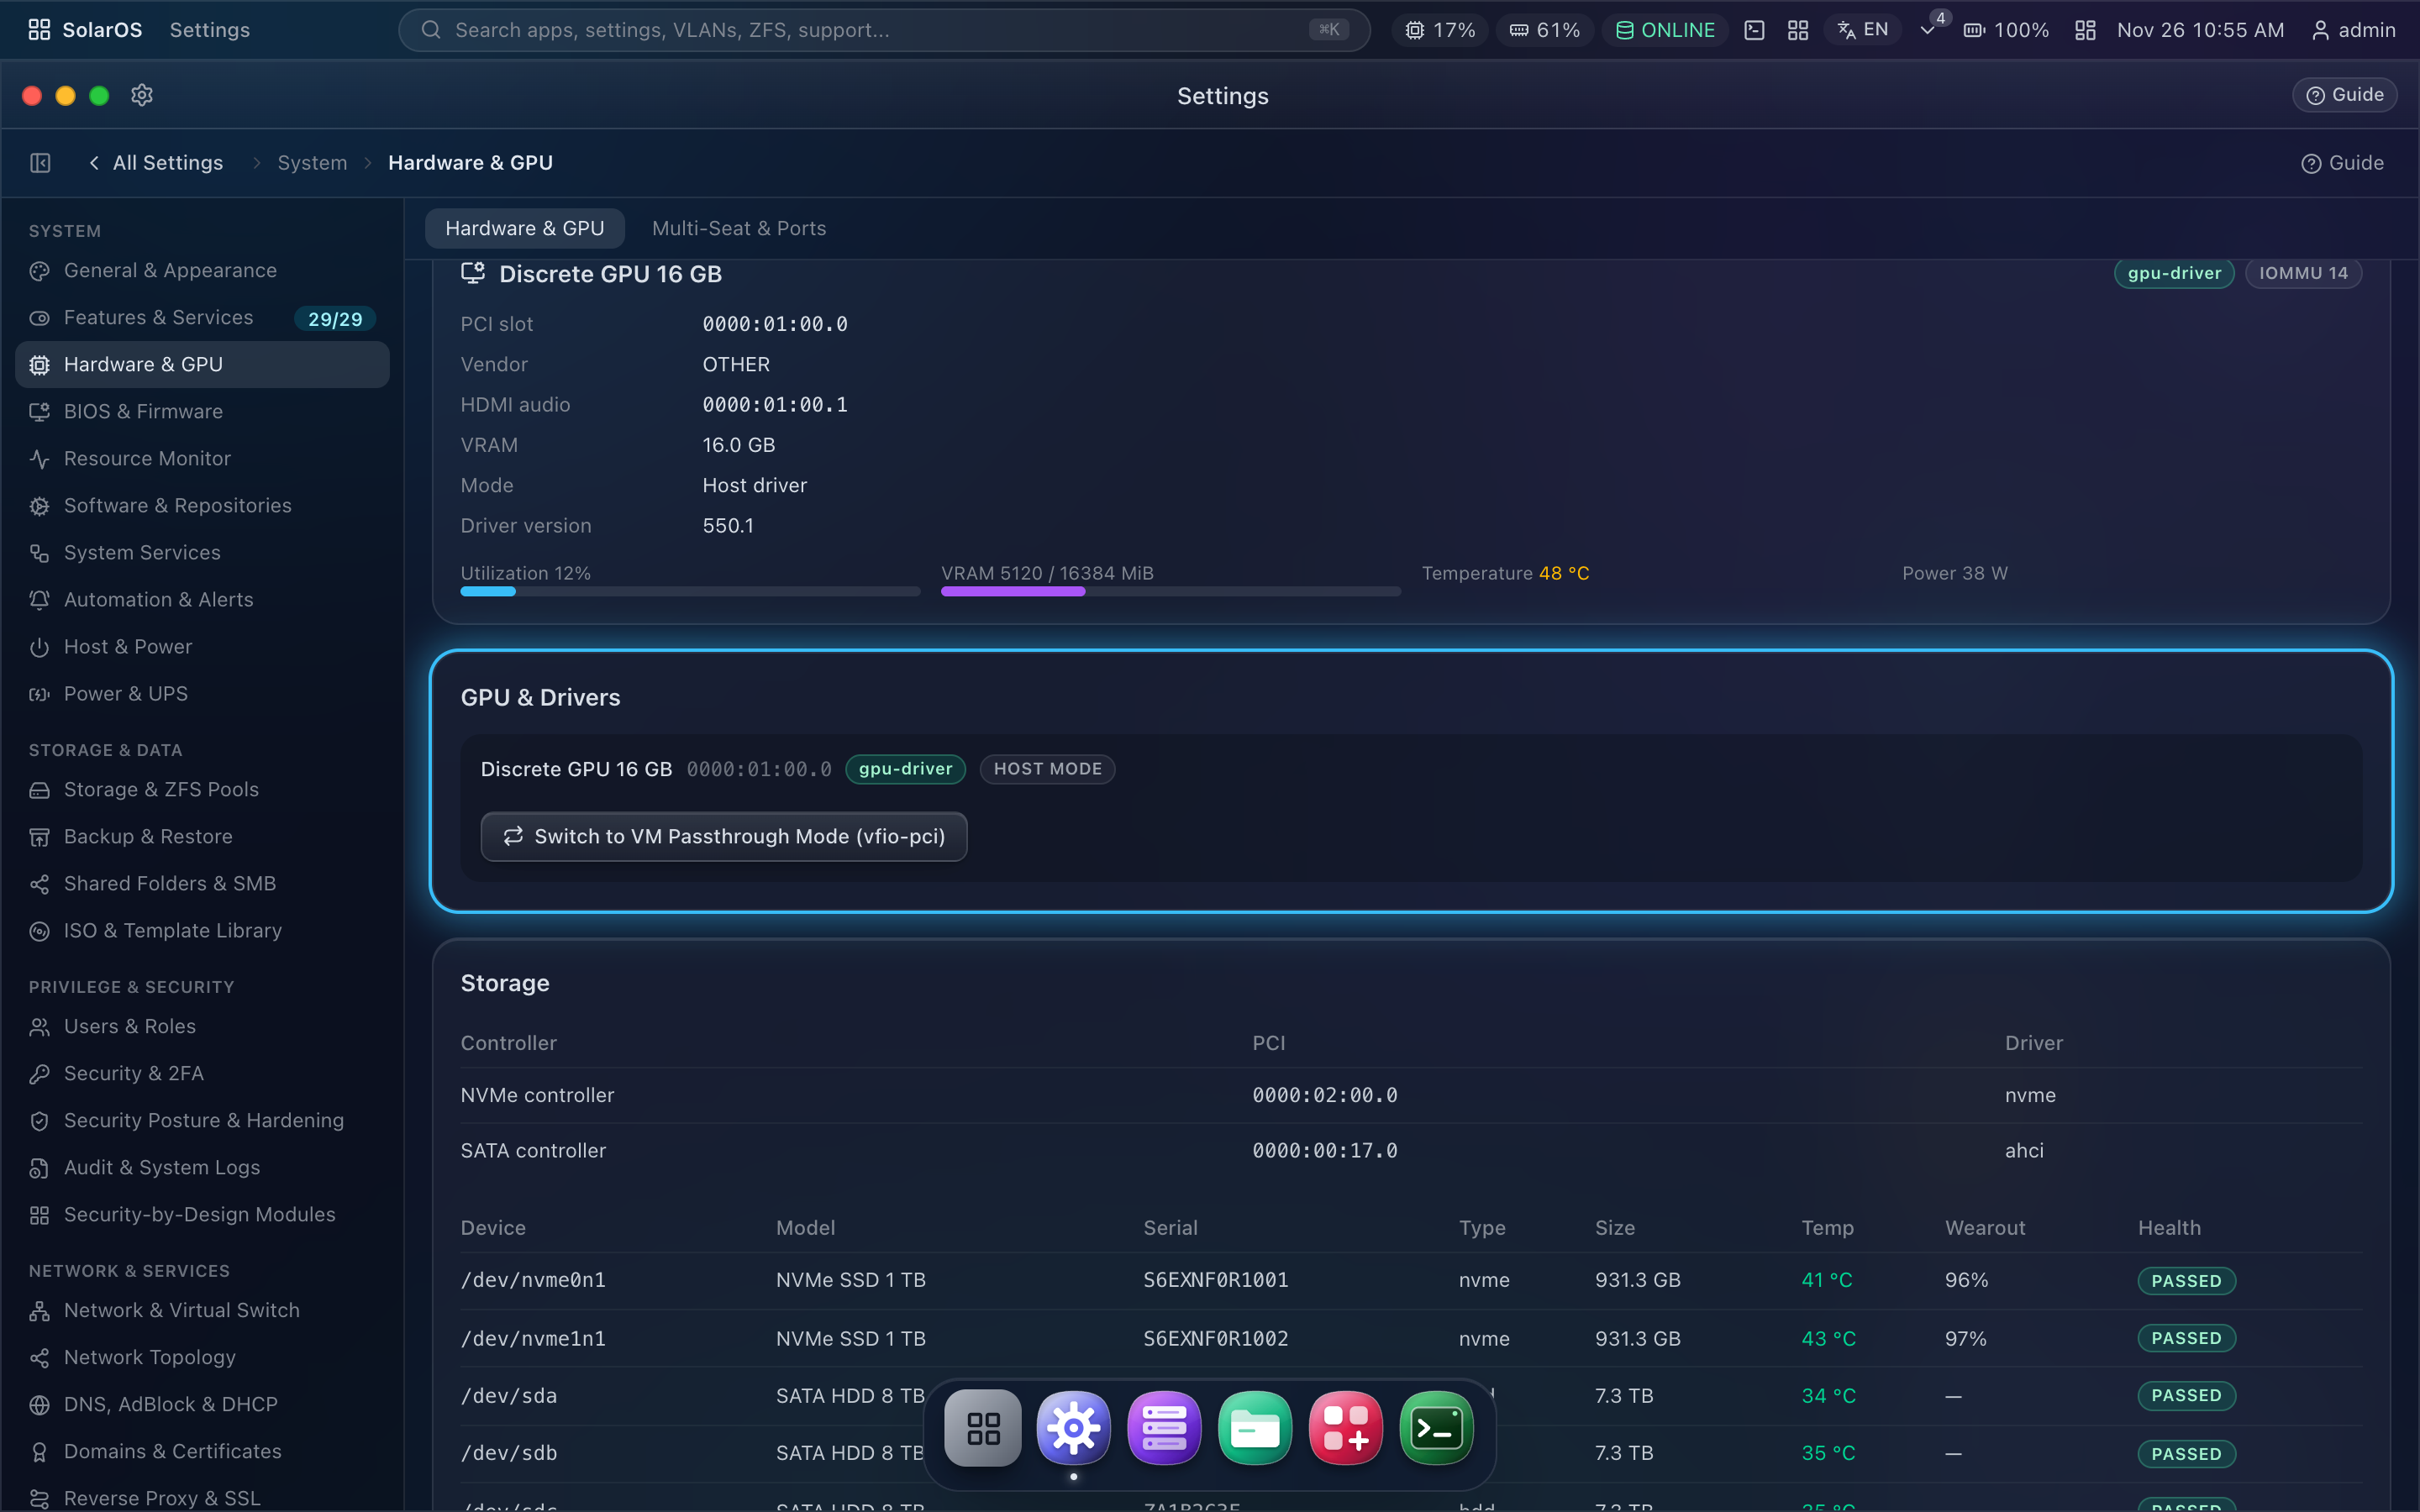 SolarOS Settings Search apps, settings, VLANs, ZFS, support... ⌘K 17% 61% ONLINE EN 4 100% Nov 26 10:55 AM admin
Settings Guide
All Settings System Hardware & GPU Guide
SYSTEM
General & Appearance
Features & Services 29/29
Hardware & GPU
BIOS & Firmware
Resource Monitor
Software & Repositories
System Services
Automation & Alerts
Host & Power
Power & UPS
STORAGE & DATA
Storage & ZFS Pools
Backup & Restore
Shared Folders & SMB
ISO & Template Library
PRIVILEGE & SECURITY
Users & Roles
Security & 2FA
Security Posture & Hardening
Audit & System Logs
Security-by-Design Modules
NETWORK & SERVICES
Network & Virtual Switch
Network Topology
DNS, AdBlock & DHCP
Domains & Certificates
Reverse Proxy & SSL
Hardware & GPU Multi-Seat & Ports
Discrete GPU 16 GB gpu-driver IOMMU 14
PCI slot 0000:01:00.0
Vendor OTHER
HDMI audio 0000:01:00.1
VRAM 16.0 GB
Mode Host driver
Driver version 550.1
Utilization 12% VRAM 5120 / 16384 MiB Temperature 48 °C Power 38 W
GPU & Drivers
Discrete GPU 16 GB 0000:01:00.0 gpu-driver HOST MODE
Switch to VM Passthrough Mode (vfio-pci)
Storage
Controller PCI Driver
NVMe controller 0000:02:00.0 nvme
SATA controller 0000:00:17.0 ahci
Device Model Serial Type Size Temp Wearout Health
/dev/nvme0n1 NVMe SSD 1 TB S6EXNF0R1001 nvme 931.3 GB 41 °C 96% PASSED
/dev/nvme1n1 NVMe SSD 1 TB S6EXNF0R1002 nvme 931.3 GB 43 °C 97% PASSED
/dev/sda SATA HDD 8 TB 7.3 TB 34 °C — PASSED
/dev/sdb SATA HDD 8 TB 7.3 TB 35 °C — PASSED